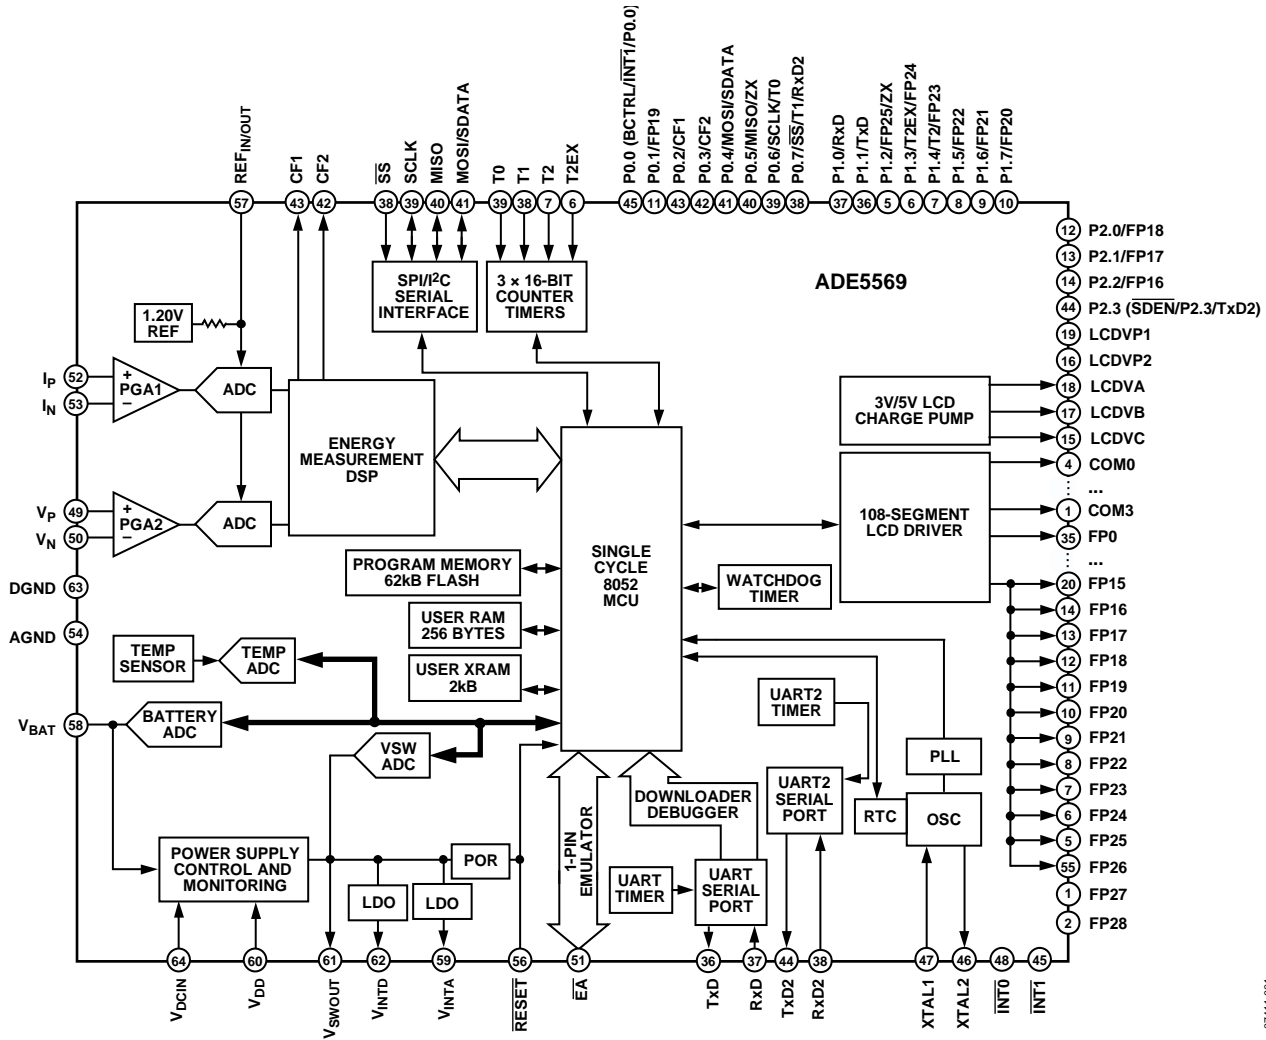 REFIN/OUT
CF1
CF2
SS
SCLK
MISO
MOSI/SDATA
T0
T1
T2
T2EX
P0.0 (BCTRL/INT1/P0.0)
P0.1/FP19
P0.2/CF1
P0.3/CF2
P0.4/MOSI/SDATA
P0.5/MISO/ZX
P0.6/SCLK/T0
P0.7/SS/T1/RxD2
P1.0/RxD
P1.1/TxD
P1.2/FP25/ZX
P1.3/T2EX/FP24
P1.4/T2/FP23
P1.5/FP22
P1.6/FP21
P1.7/FP20
57
43
42
38
39
40
41
39
38
7
6
45
11
43
42
41
40
39
38
37
36
5
6
7
8
9
10
12 P2.0/FP18
13 P2.1/FP17
14 P2.2/FP16
44 P2.3 (SDEN/P2.3/TxD2)
19 LCDVP1
16 LCDVP2
18 LCDVA
17 LCDVB
15 LCDVC
4 COM0
...
1 COM3
35 FP0
...
20 FP15
14 FP16
13 FP17
12 FP18
11 FP19
10 FP20
9 FP21
8 FP22
7 FP23
6 FP24
5 FP25
55 FP26
1 FP27
2 FP28
ADE5569
SPI/I2C
SERIAL
INTERFACE
3 × 16-BIT
COUNTER
TIMERS
1.20V
REF
IP 52
IN 53
+
PGA1
–
ADC
ENERGY
MEASUREMENT
DSP
VP 49
VN 50
+
PGA2
–
ADC
DGND 63
AGND 54
3V/5V LCD
CHARGE PUMP
108-SEGMENT
LCD DRIVER
SINGLE
CYCLE
8052
MCU
PROGRAM MEMORY
62kB FLASH
WATCHDOG
TIMER
USER RAM
256 BYTES
USER XRAM
2kB
TEMP
SENSOR
TEMP
ADC
VBAT 58
BATTERY
ADC
VSW
ADC
UART2
TIMER
PLL
UART2
SERIAL
PORT
RTC
OSC
DOWNLOADER
DEBUGGER
1-PIN
EMULATOR
POWER SUPPLY
CONTROL AND
MONITORING
POR
LDO
LDO
UART
TIMER
UART
SERIAL
PORT
64
60
61
62
59
56
51
36
37
44
38
47
46
48
45
VDCIN
VDD
VSWOUT
VINTD
VINTA
RESET
EA
TxD
RxD
TxD2
RxD2
XTAL1
XTAL2
INT0
INT1